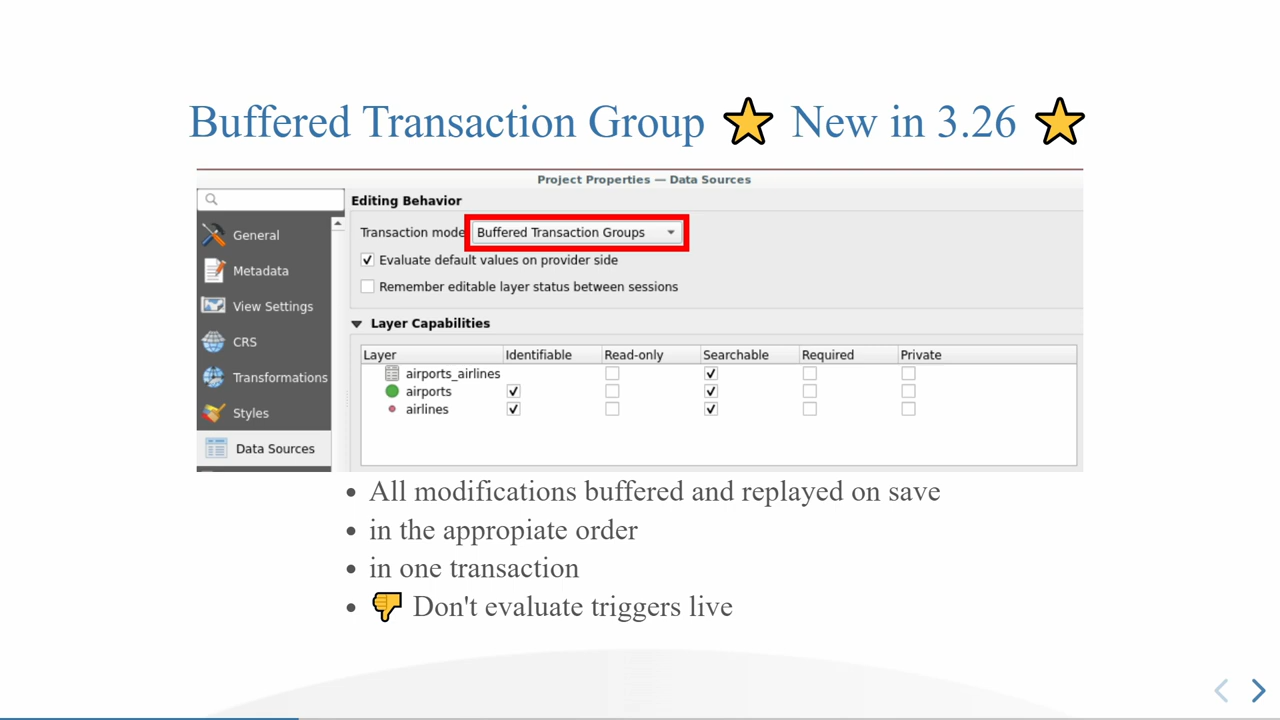 Buffered Transaction Group ⭐ New in 3.26 ⭐
Project Properties — Data Sources
Editing Behavior
Transaction mode Buffered Transaction Groups
Evaluate default values on provider side
Remember editable layer status between sessions
General
Metadata
View Settings
CRS
Transformations
Styles
Data Sources
Layer Capabilities
Layer Identifiable Read-only Searchable Required Private
airports_airlines
airports
airlines
• All modifications buffered and replayed on save
• in the appropiate order
• in one transaction
• 👎 Don't evaluate triggers live